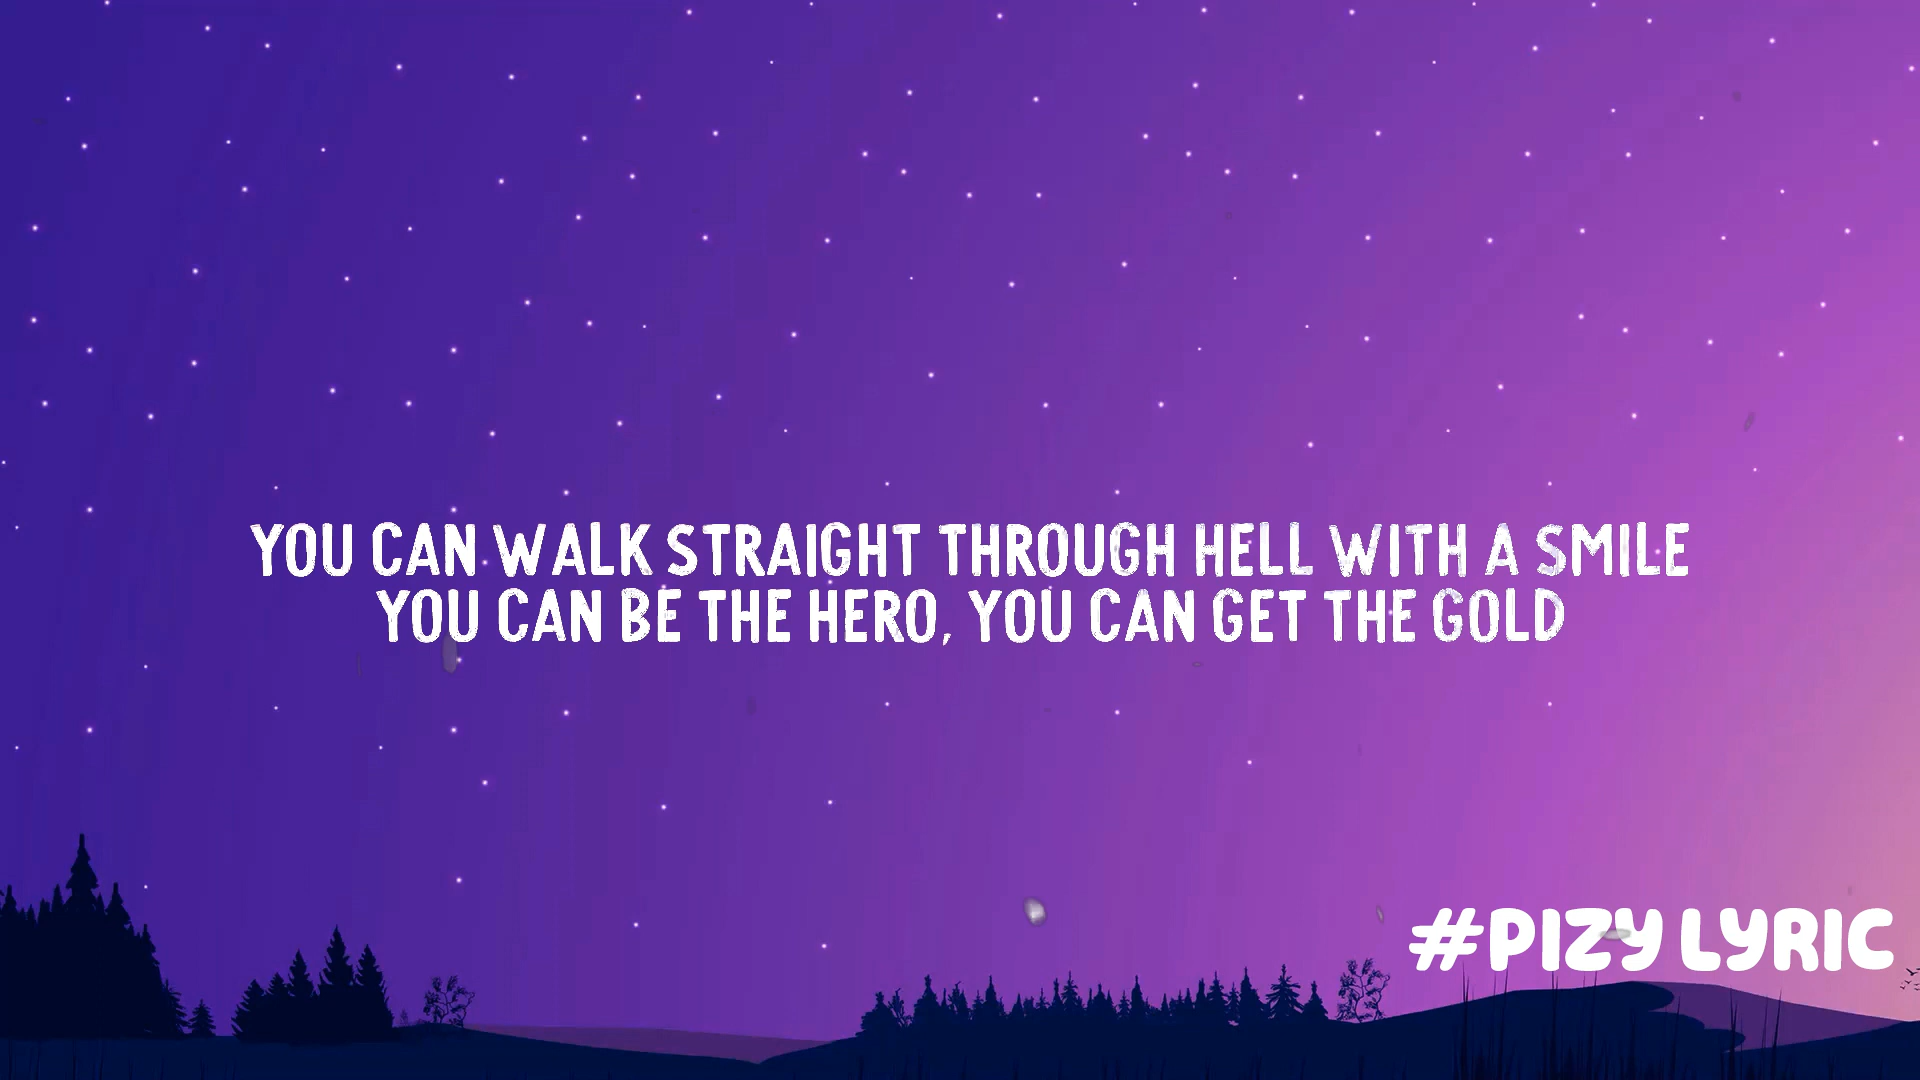 YOU CAN WALK STRAIGHT THROUGH HELL WITH A SMILE
YOU CAN BE THE HERO, YOU CAN GET THE GOLD
#PIZY LYRIC